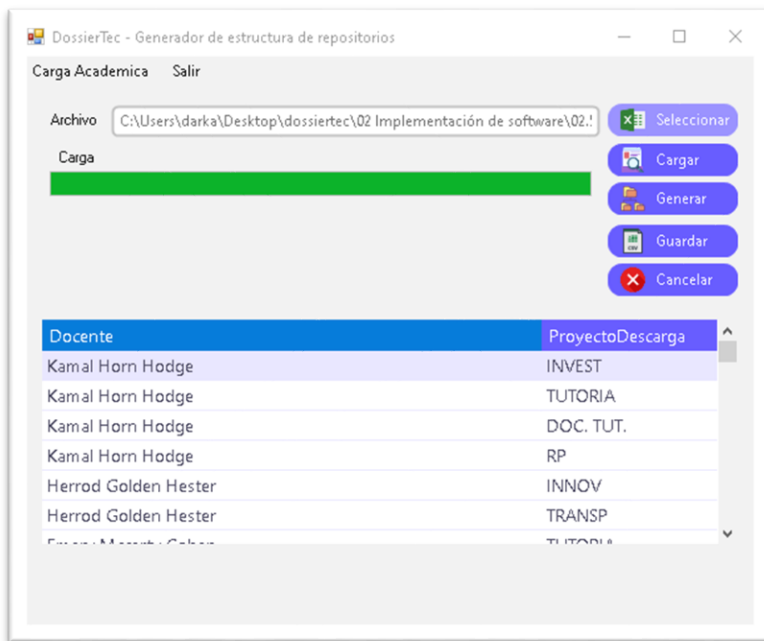 DossierTec - Generador de estructura de repositorios
Carga Academica Salir
Archivo C:\Users\darka\Desktop\dossiertec\02 Implementación de software\02.! Seleccionar
Carga
Cargar
Generar
Guardar
Cancelar
Docente ProyectoDescarga
Kamal Horn Hodge INVEST
Kamal Horn Hodge TUTORIA
Kamal Horn Hodge DOC. TUT.
Kamal Horn Hodge RP
Herrod Golden Hester INNOV
Herrod Golden Hester TRANSP